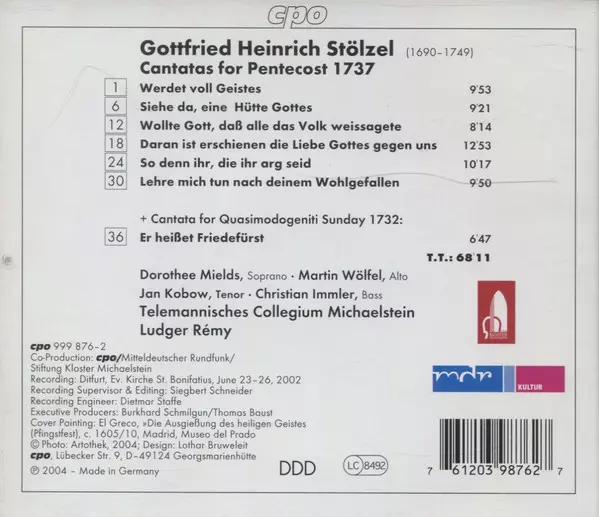 cpo
Gottfried Heinrich Stölzel (1690-1749)
Cantatas for Pentecost 1737
1 Werdet voll Geistes 9'53
6 Siehe da, eine Hütte Gottes 9'21
12 Wollte Gott, daß alle das Volk weissagete 8'14
18 Daran ist erschienen die Liebe Gottes gegen uns 12'53
24 So denn ihr, die ihr arg seid 10'17
30 Lehre mich tun nach deinem Wohlgefallen 9'50
+ Cantata for Quasimodogeniti Sunday 1732:
36 Er heißet Friedefürst 6'47
T.T.: 68'11
Dorothee Mields, Soprano · Martin Wölfel, Alto
Jan Kobow, Tenor · Christian Immler, Bass
Telemannisches Collegium Michaelstein
Ludger Rémy
cpo 999 876-2
Co-Production: cpo/Mitteldeutscher Rundfunk/
Stiftung Kloster Michaelstein
Recording: Ditfurt, Ev. Kirche St. Bonifatius, June 23-26, 2002
Recording Supervisor & Editing: Siegbert Schneider
Recording Engineer: Dietmar Staffe
Executive Producers: Burkhard Schmilgun/Thomas Baust
Cover Painting: El Greco, »Die Ausgießung des heiligen Geistes
(Pfingstfest), c. 1605/10, Madrid, Museo del Prado
© Photo: Artothek, 2004; Design: Lothar Bruweleit
cpo, Lübecker Str. 9, D-49124 Georgsmarienhütte
℗ 2004 – Made in Germany
mdr KULTUR
DDD
LC 8492
7 61203 98762 7